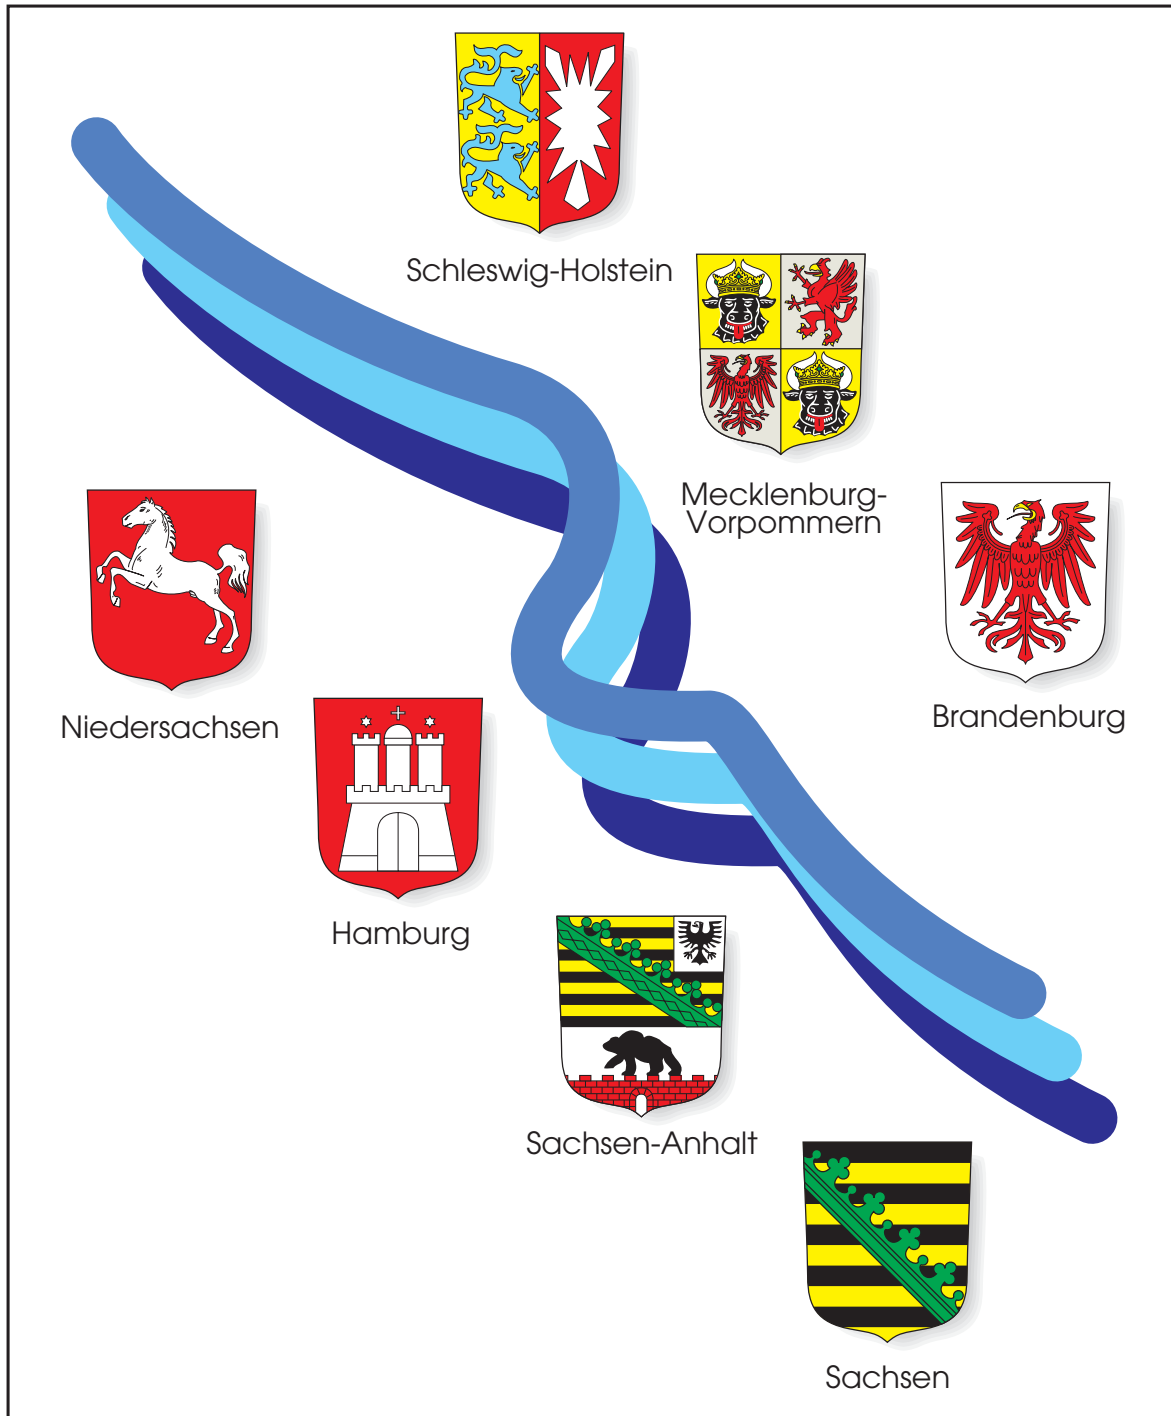 Schleswig-Holstein
Mecklenburg-
Vorpommern
Niedersachsen
Brandenburg
Hamburg
Sachsen-Anhalt
Sachsen